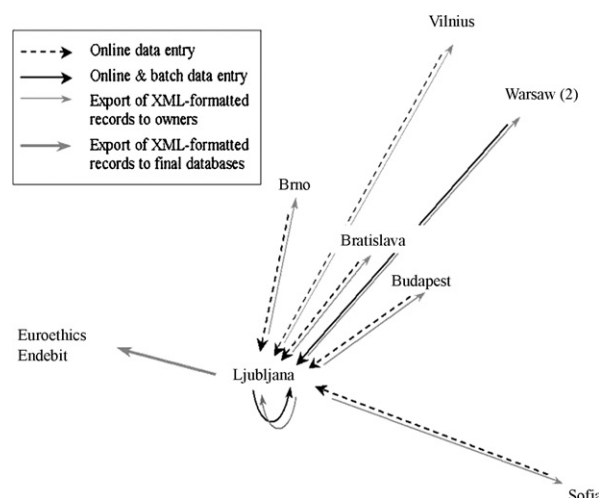 Vilnius
Online data entry
Online & batch data entry
Export of XML-formatted
records to owners
Export of XML-formatted
records to final databases
Warsaw (2)
Brno
Bratislava
Budapest
Euroethics
Endebit
Ljubljana
Sofia